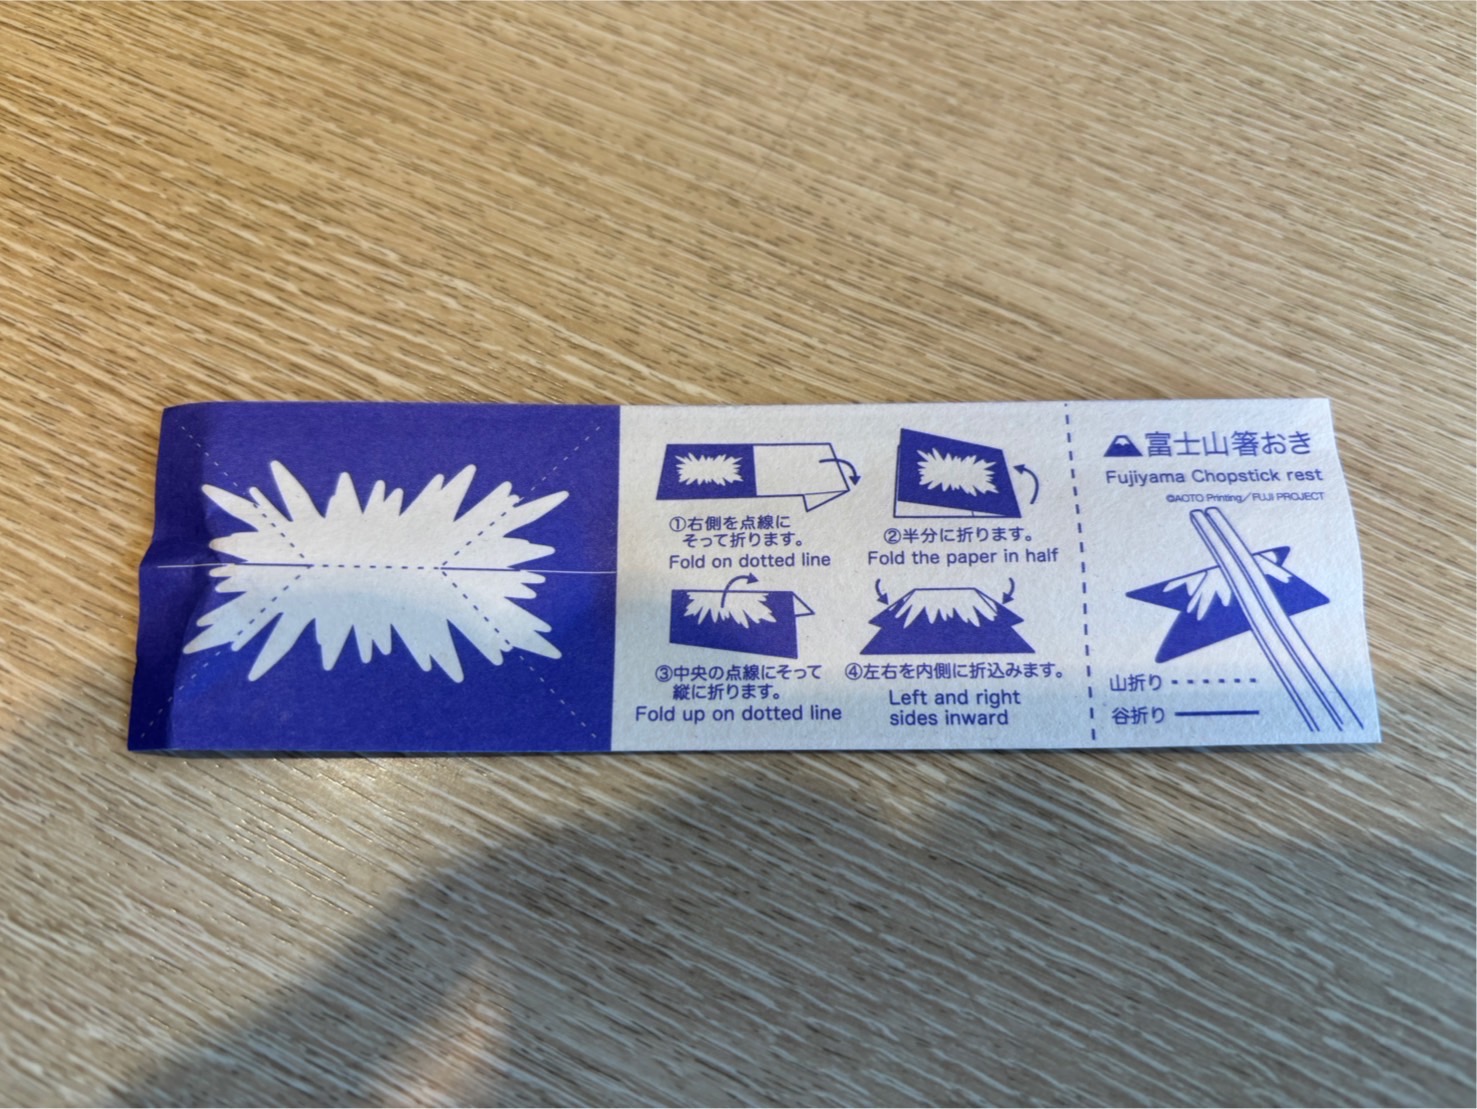 ①右側を点線に
そって折ります。
Fold on dotted line
②半分に折ります。
Fold the paper in half
③中央の点線にそって
縦に折ります。
Fold up on dotted line
④左右を内側に折込みます。
Left and right
sides inward
富士山箸おき
Fujiyama Chopstick rest
©AOTO Printing／FUJI PROJECT
山折り
谷折り